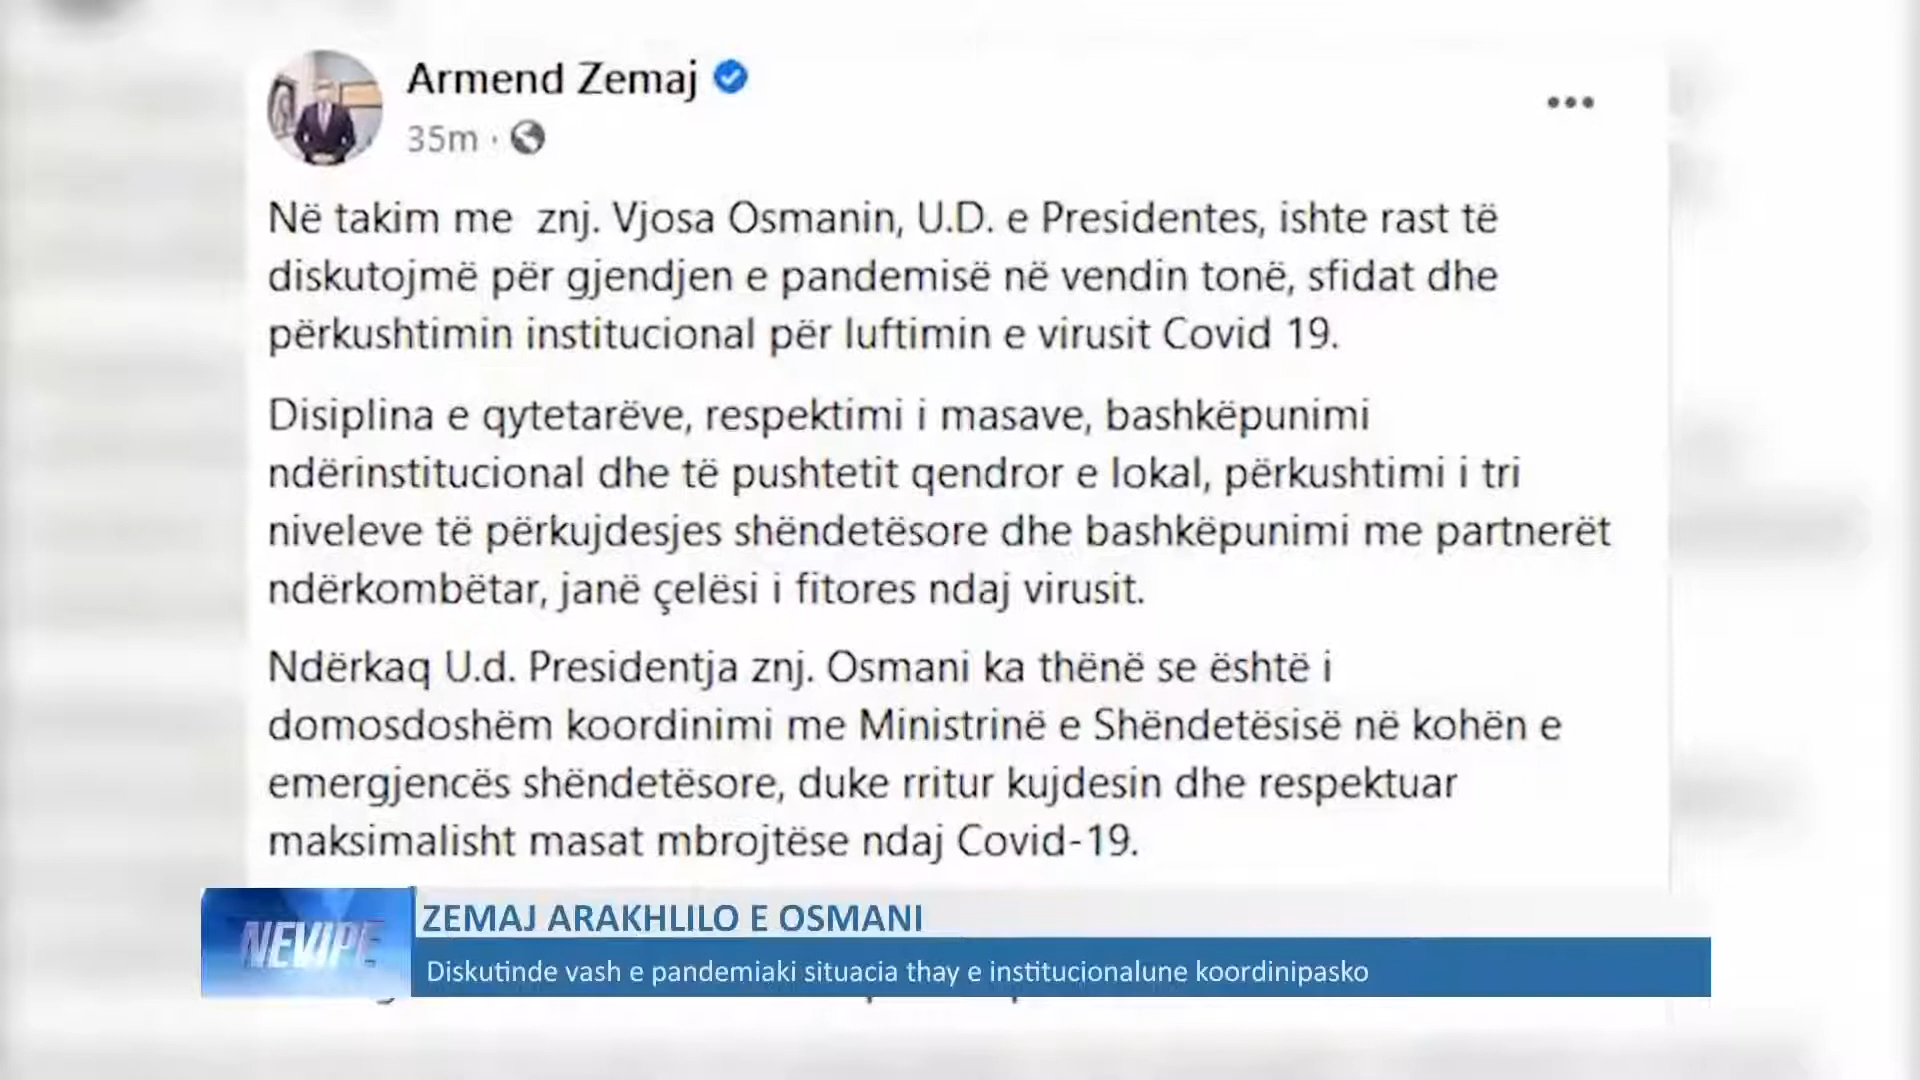 Armend Zemaj
35m ·
Në takim me znj. Vjosa Osmanin, U.D. e Presidentes, ishte rast të
diskutojmë për gjendjen e pandemisë në vendin tonë, sfidat dhe
përkushtimin institucional për luftimin e virusit Covid 19.
Disiplina e qytetarëve, respektimi i masave, bashkëpunimi
ndërinstitucional dhe të pushtetit qendror e lokal, përkushtimi i tri
niveleve të përkujdesjes shëndetësore dhe bashkëpunimi me partnerët
ndërkombëtar, janë çelësi i fitores ndaj virusit.
Ndërkaq U.d. Presidentja znj. Osmani ka thënë se është i
domosdoshëm koordinimi me Ministrinë e Shëndetësisë në kohën e
emergjencës shëndetësore, duke rritur kujdesin dhe respektuar
maksimalisht masat mbrojtëse ndaj Covid-19.
NEVIPE
ZEMAJ ARAKHLILO E OSMANI
Diskutinde vash e pandemiaki situacia thay e institucionalune koordinipasko